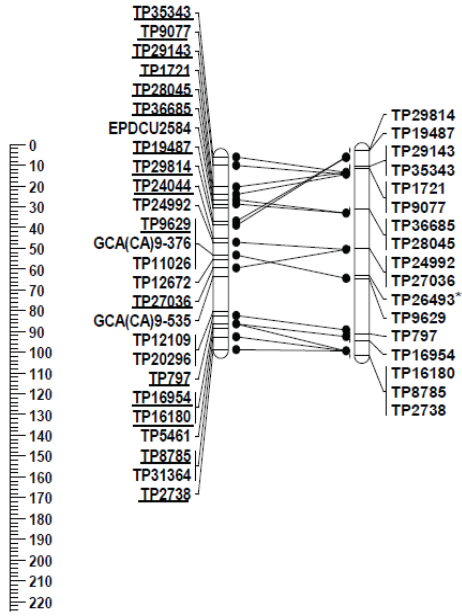 TP35343
TP9077
TP29143
TP1721
TP28045
TP36685
EPDCU2584
TP19487
TP29814
TP24044
TP24992
TP9629
GCA(CA)9-376
TP11026
TP12672
TP27036
GCA(CA)9-535
TP12109
TP20296
TP797
TP16954
TP16180
TP5461
TP8785
TP31364
TP2738
TP29814
TP19487
TP29143
TP35343
TP1721
TP9077
TP36685
TP28045
TP24992
TP27036
TP26493*
TP9629
TP797
TP16954
TP16180
TP8785
TP2738
0
10
20
30
40
50
60
70
80
90
100
110
120
130
140
150
160
170
180
190
200
210
220